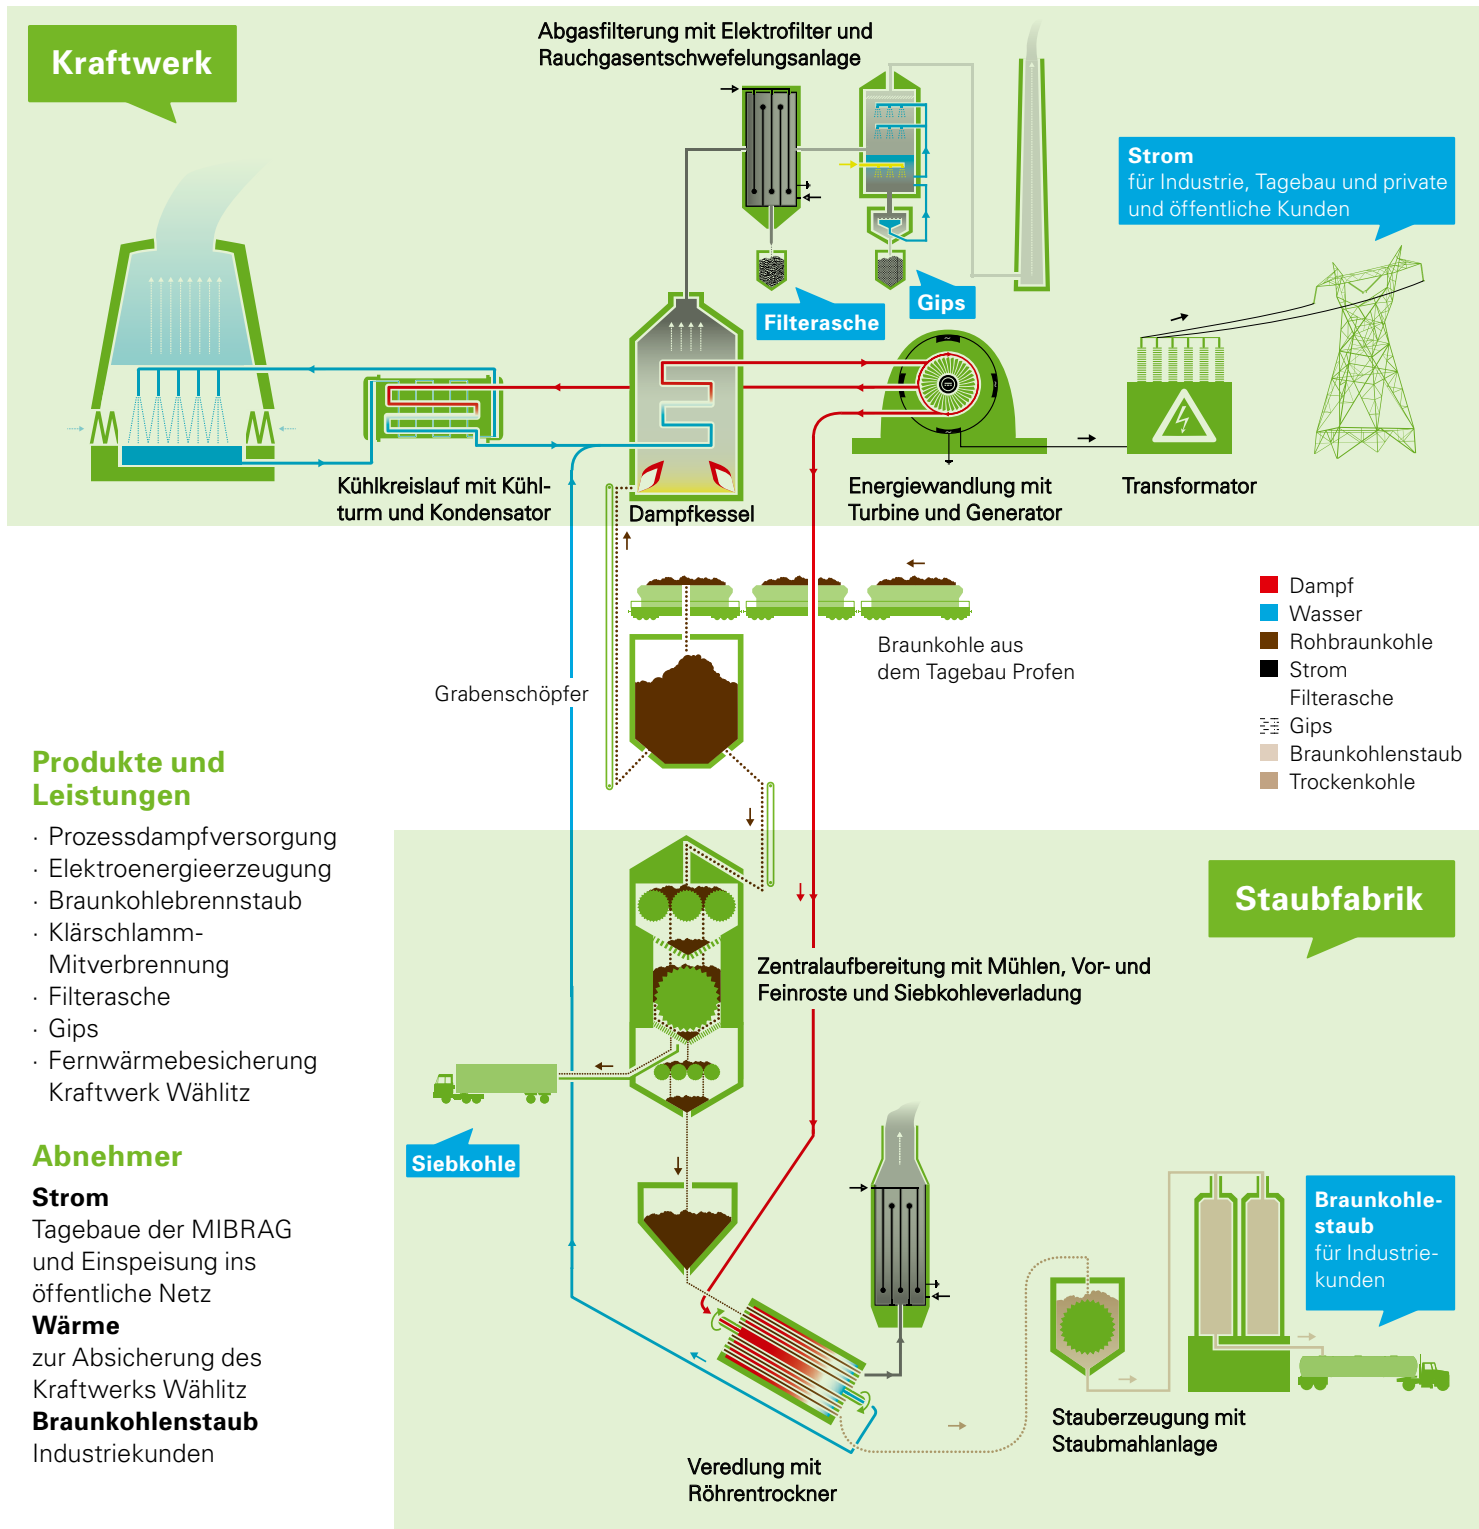 Kraftwerk
Abgasfilterung mit Elektrofilter und
Rauchgasentschwefelungsanlage
Strom
für Industrie, Tagebau und private
und öffentliche Kunden
Filterasche
Gips
Kühlkreislauf mit Kühl-
turm und Kondensator
Dampfkessel
Energiewandlung mit
Turbine und Generator
Transformator
Braunkohle aus
dem Tagebau Profen
Grabenschöpfer
Dampf
Wasser
Rohbraunkohle
Strom
Filterasche
Gips
Braunkohlenstaub
Trockenkohle
Produkte und
Leistungen
· Prozessdampfversorgung
· Elektroenergieerzeugung
· Braunkohlebrennstaub
· Klärschlamm-
Mitverbrennung
· Filterasche
· Gips
· Fernwärmebesicherung
Kraftwerk Wählitz
Abnehmer
Strom
Tagebaue der MIBRAG
und Einspeisung ins
öffentliche Netz
Wärme
zur Absicherung des
Kraftwerks Wählitz
Braunkohlenstaub
Industriekunden
Staubfabrik
Zentralaufbereitung mit Mühlen, Vor- und
Feinroste und Siebkohleverladung
Siebkohle
Braunkohle-
staub
für Industrie-
kunden
Stauberzeugung mit
Staubmahlanlage
Veredlung mit
Röhrentrockner